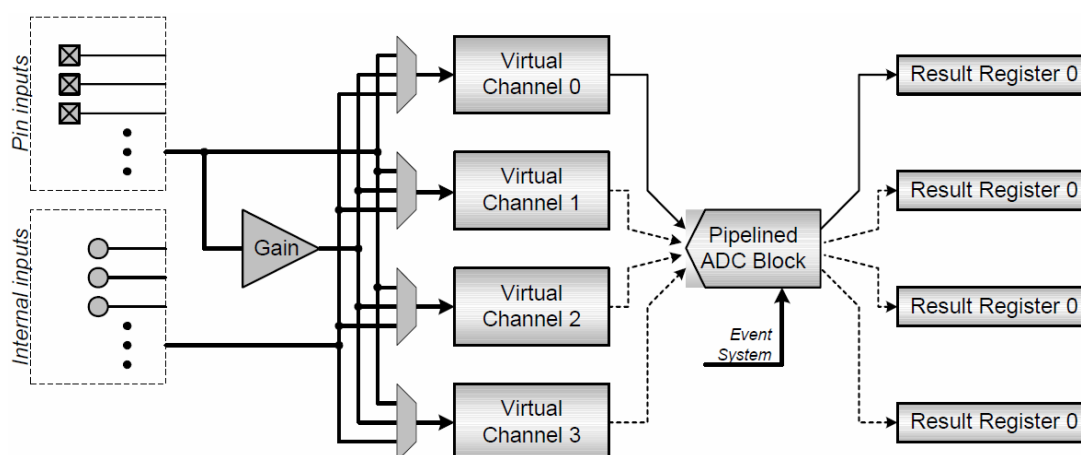 Pin inputs
Internal inputs
Gain
Virtual
Channel 0
Virtual
Channel 1
Virtual
Channel 2
Virtual
Channel 3
Pipelined
ADC Block
Event
System
Result Register 0
Result Register 0
Result Register 0
Result Register 0